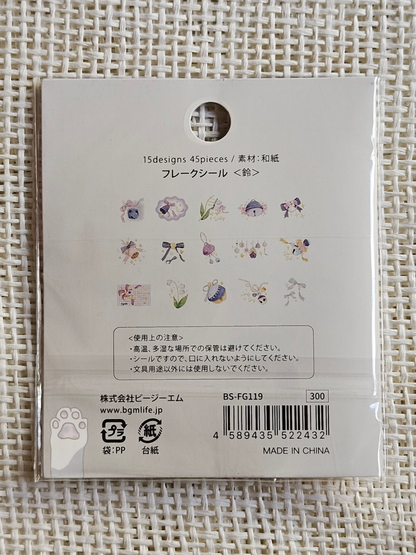 15designs 45pieces / 素材:和紙
フレークシール <鈴>
<使用上の注意>
・高温、多湿な場所での保管は避けてください。
・シールですので、口に入れないようにしてください。
・文具用途以外には使用しないでください。
株式会社ビージーエム
www.bgmlife.jp
プラ
袋:PP
紙
台紙
BS-FG119
300
4 589435 522432
MADE IN CHINA